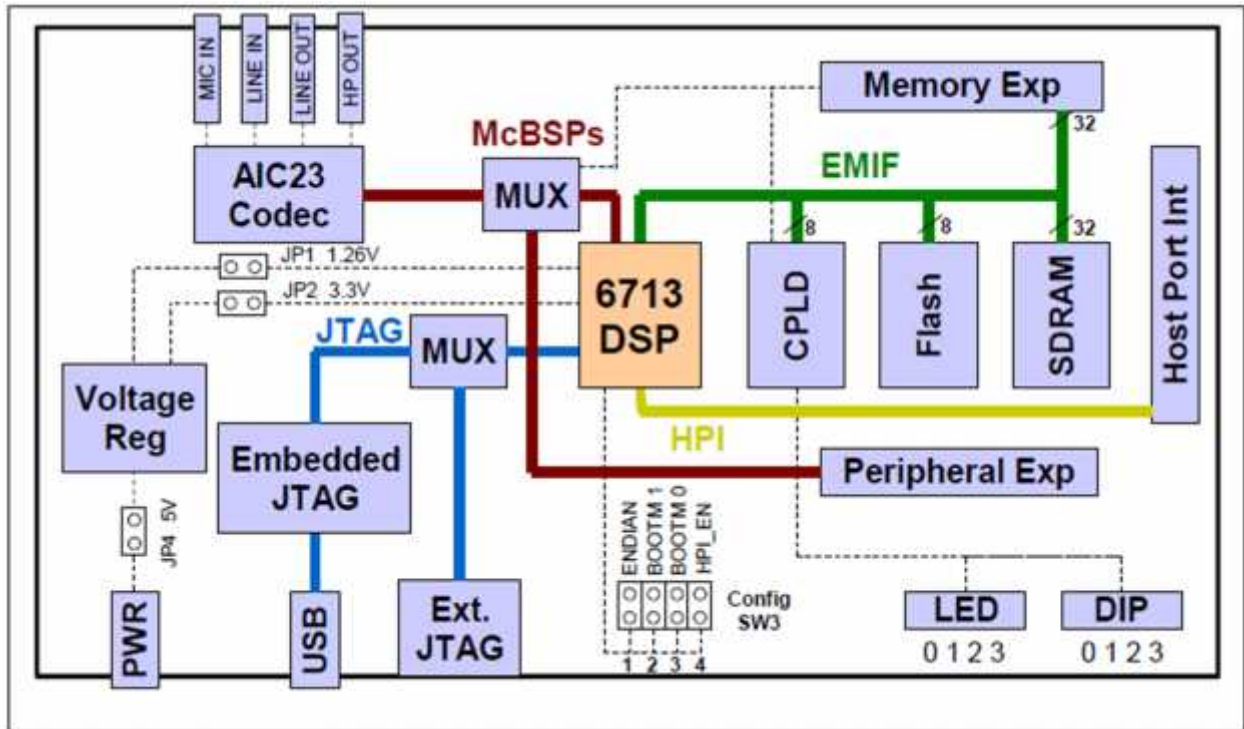 MIC IN
LINE IN
LINE OUT
HP OUT
AIC23
Codec
McBSPs
MUX
Memory Exp
32
EMIF
8
8
32
Host Port Int
JP1 1.26V
JP2 3.3V
6713
DSP
CPLD
Flash
SDRAM
JTAG
MUX
Voltage
Reg
HPI
Embedded
JTAG
Peripheral Exp
JP4 5V
ENDIAN
BOOTM 1
BOOTM 0
HPI_EN
Config
SW3
1 2 3 4
PWR
USB
Ext.
JTAG
LED
0 1 2 3
DIP
0 1 2 3